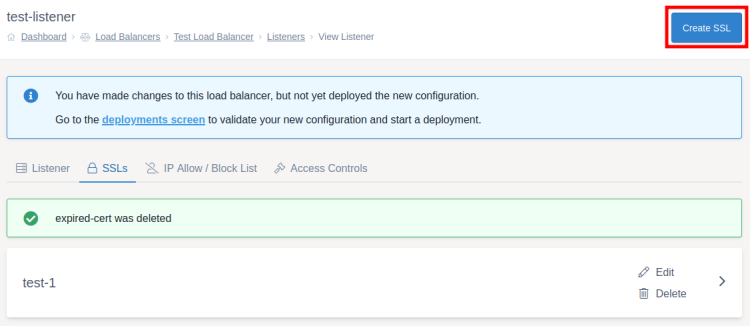 test-listener
Create SSL
Dashboard › Load Balancers › Test Load Balancer › Listeners › View Listener
You have made changes to this load balancer, but not yet deployed the new configuration.
Go to the deployments screen to validate your new configuration and start a deployment.
Listener SSLs IP Allow / Block List Access Controls
expired-cert was deleted
test-1
Edit
Delete